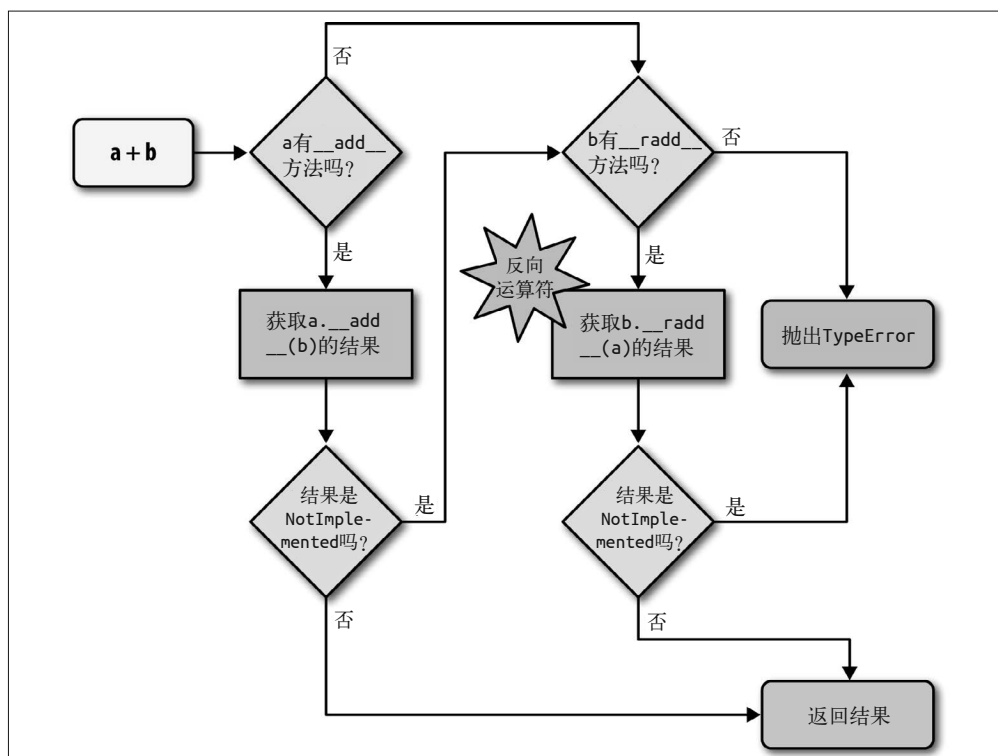 否
a + b
a有__add__
方法吗?
b有__radd__
方法吗?
否
是
是
反向
运算符
获取a.__add
__(b)的结果
获取b.__radd
__(a)的结果
抛出TypeError
结果是
NotImple-
mented吗?
是
结果是
NotImple-
mented吗?
是
否
否
返回结果